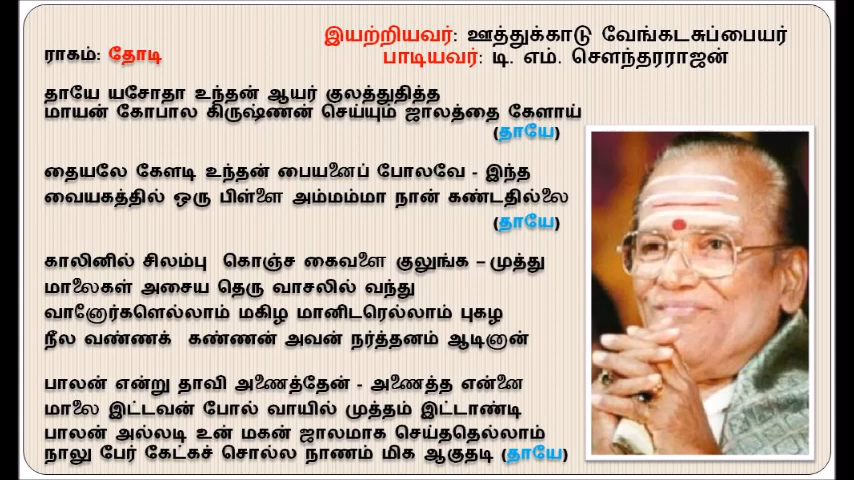 இயற்றியவர்: ஊத்துக்காடு வேங்கடசுப்பையர்
ராகம்: தோடி
பாடியவர்: டி. எம். சௌந்தரராஜன்
தாயே யசோதா உந்தன் ஆயர் குலத்துதித்த
மாயன் கோபால கிருஷ்ணன் செய்யும் ஜாலத்தை கேளாய்
(தாயே)
தையலே கேளடி உந்தன் பையனைப் போலவே - இந்த
வையகத்தில் ஒரு பிள்ளை அம்மம்மா நான் கண்டதில்லை
(தாயே)
காலினில் சிலம்பு கொஞ்ச கைவளை குலுங்க – முத்து
மாலைகள் அசைய தெரு வாசலில் வந்து
வானோர்களெல்லாம் மகிழ மானிடரெல்லாம் புகழ
நீல வண்ணக் கண்ணன் அவன் நர்த்தனம் ஆடினான்
பாலன் என்று தாவி அணைத்தேன் - அணைத்த என்னை
மாலை இட்டவன் போல் வாயில் முத்தம் இட்டாண்டி
பாலன் அல்லடி உன் மகன் ஜாலமாக செய்ததெல்லாம்
நாலு பேர் கேட்கச் சொல்ல நாணம் மிக ஆகுதடி (தாயே)